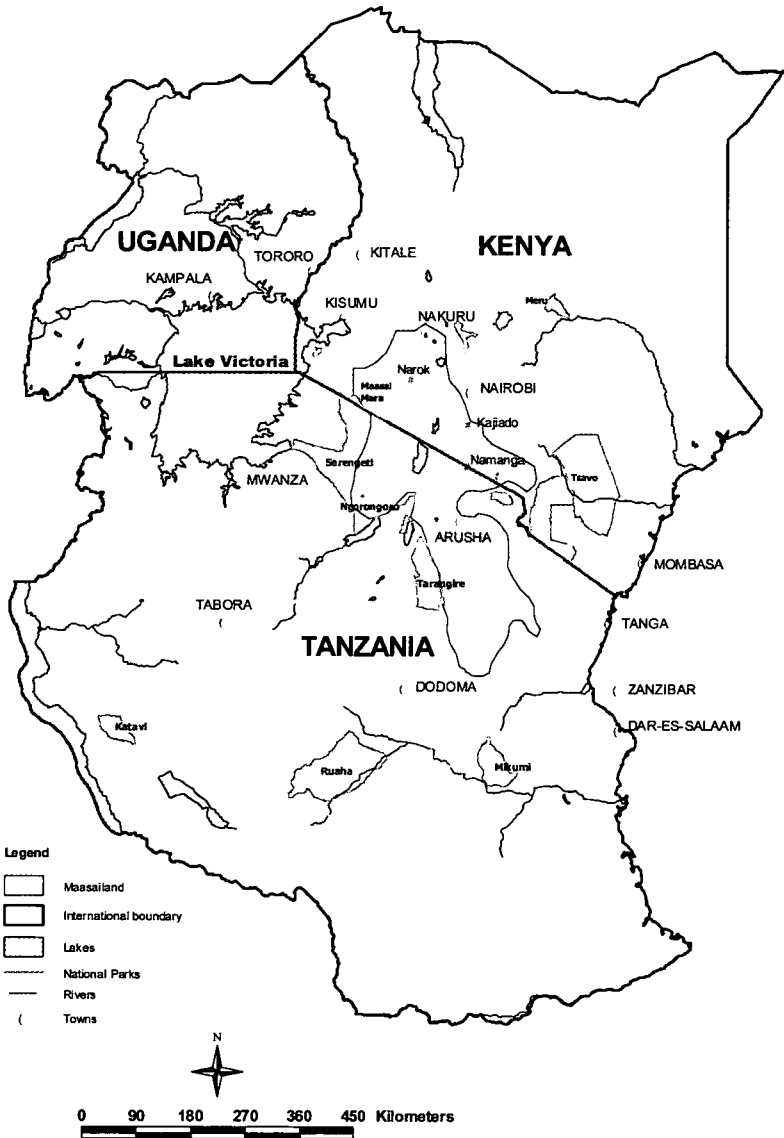 UGANDA
KENYA
TORORO
KITALE
KAMPALA
KISUMU
NAKURU
Meru
Lake Victoria
Narok
Maasai
Mara
NAIROBI
Kajiado
Serengeti
Namanga
Tsavo
MWANZA
Ngorongoro
ARUSHA
MOMBASA
Tarangire
TABORA
TANGA
TANZANIA
DODOMA
ZANZIBAR
Katavi
DAR-ES-SALAAM
Ruaha
Mikumi
Legend
Maasailand
International boundary
Lakes
National Parks
Rivers
Towns
N
0 90 180 270 360 450 Kilometers